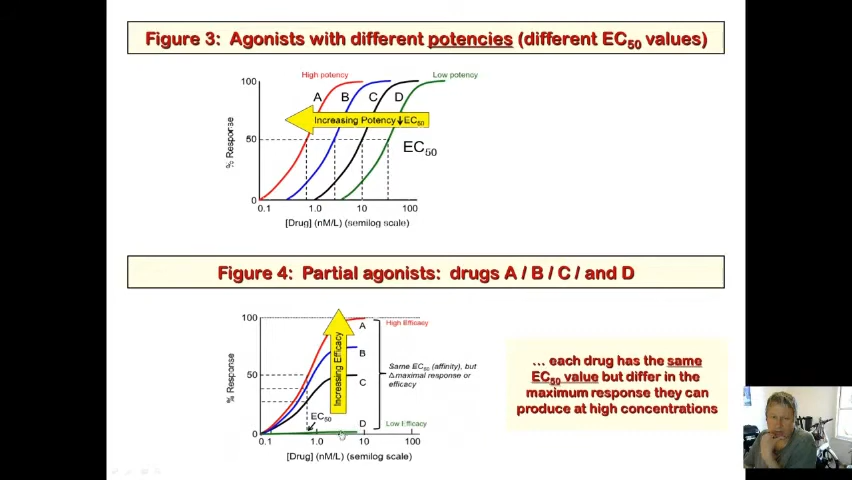 Figure 3: Agonists with different potencies (different EC50 values)
High potency
Low potency
100
A
B
C
D
Increasing Potency ↓EC50
50
EC50
% Response
0
0.1
1.0
10
100
[Drug] (nM/L) (semilog scale)
Figure 4: Partial agonists: drugs A / B / C / and D
100
A
High Efficacy
B
Increasing Efficacy
Same EC50 (affinity), but
Δmaximal response or
efficacy
50
C
% Response
EC50
D
Low Efficacy
0
0.1
1.0
10
100
[Drug] (nM/L) (semilog scale)
... each drug has the same
EC50 value but differ in the
maximum response they can
produce at high concentrations